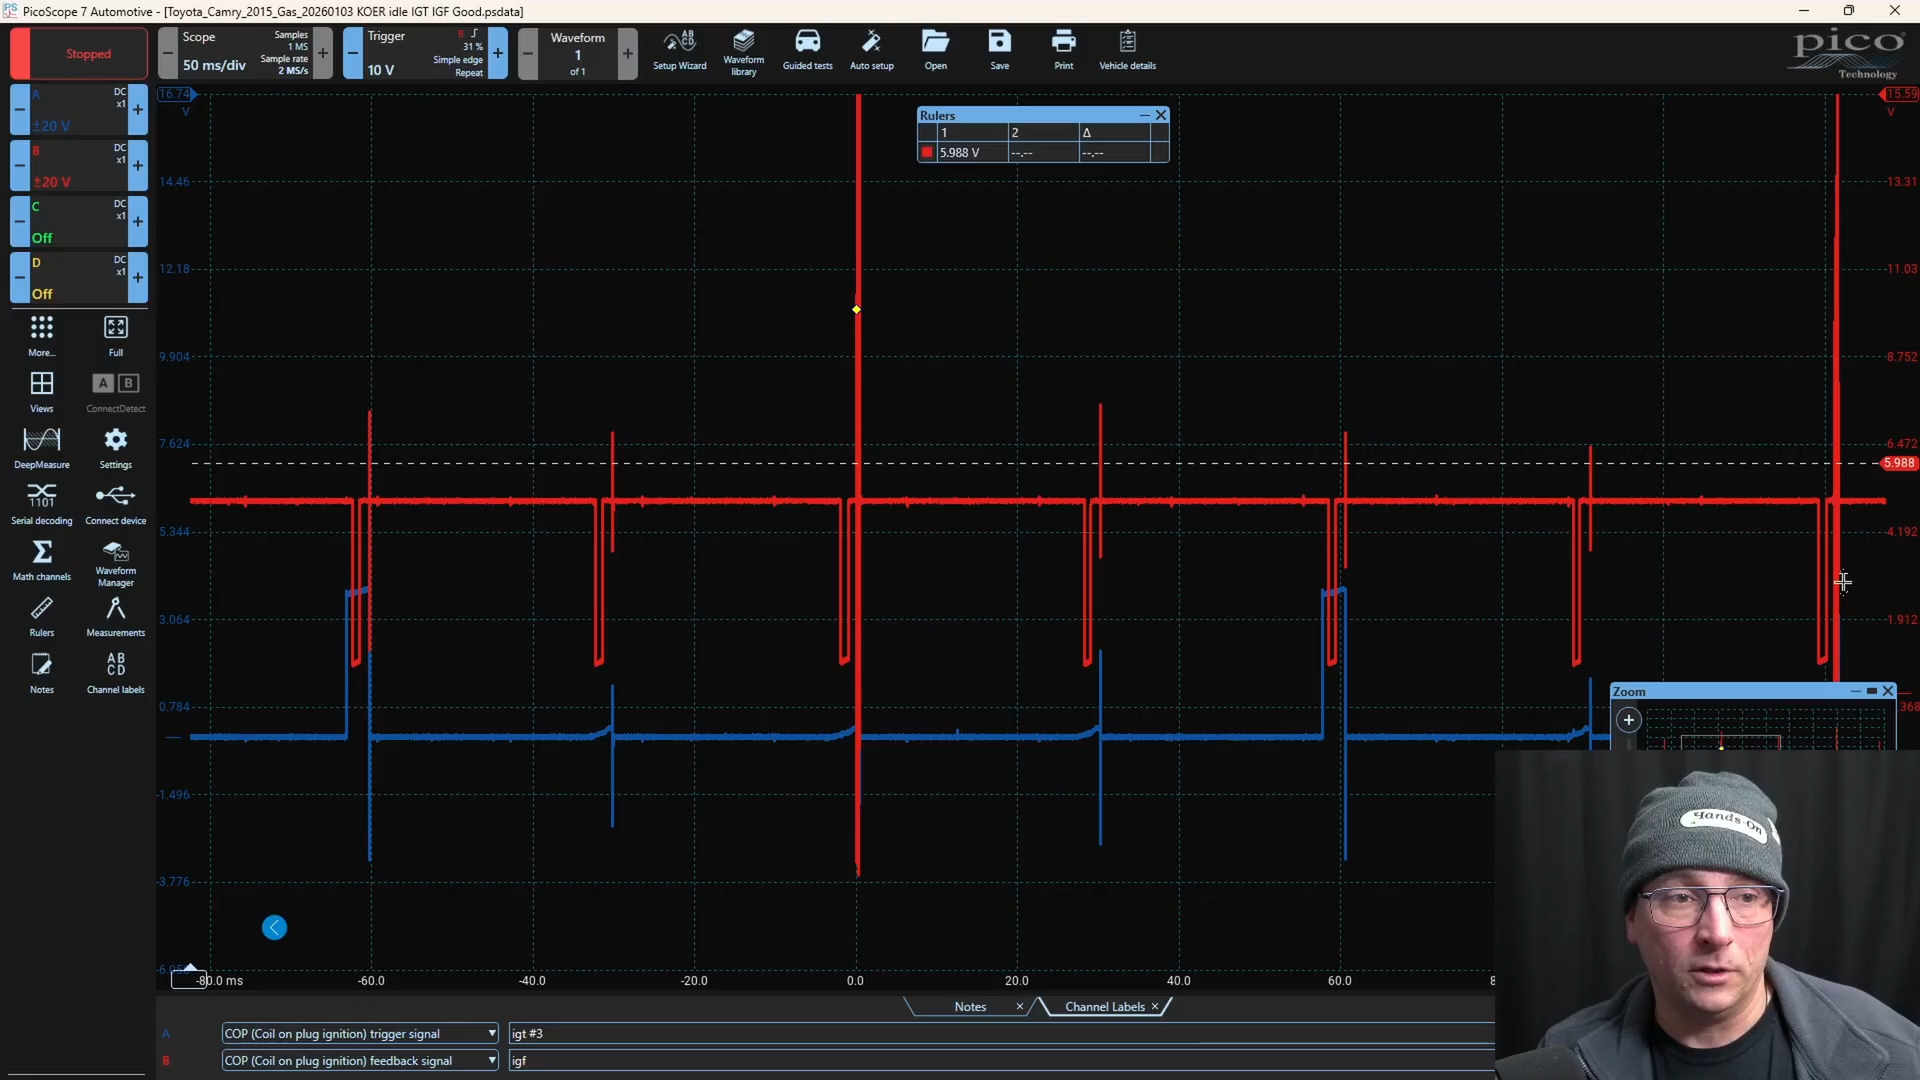 PicoScope 7 Automotive - [Toyota_Camry_2015_Gas_20260103 KOER idle IGT IGF Good.psdata]
Stopped
Scope
50 ms/div
Samples
1 MS
Sample rate
2 MS/s
Trigger
10 V
B
31 %
Simple edge
Repeat
Waveform
1
of 1
Setup Wizard
Waveform
library
Guided tests
Auto setup
Open
Save
Print
Vehicle details
pico
Technology
A
DC
x1
±20 V
B
DC
x1
±20 V
C
DC
x1
Off
D
DC
x1
Off
More...
Full
Views
A B
ConnectDetect
DeepMeasure
Settings
1101
Serial decoding
Connect device
Math channels
Waveform
Manager
Rulers
Measurements
Notes
AB
CD
Channel labels
16.74
V
14.46
12.18
9.904
7.624
5.344
3.064
0.784
-1.496
-3.776
Rulers
1 2 Δ
5.988 V --.-- --.--
15.59
V
13.31
11.03
8.752
6.472
5.988
4.192
1.912
368
Zoom
Hands-On
-80.0 ms
-60.0
-40.0
-20.0
0.0
20.0
40.0
60.0
Notes ×
Channel Labels ×
A COP (Coil on plug ignition) trigger signal igt #3
B COP (Coil on plug ignition) feedback signal igf